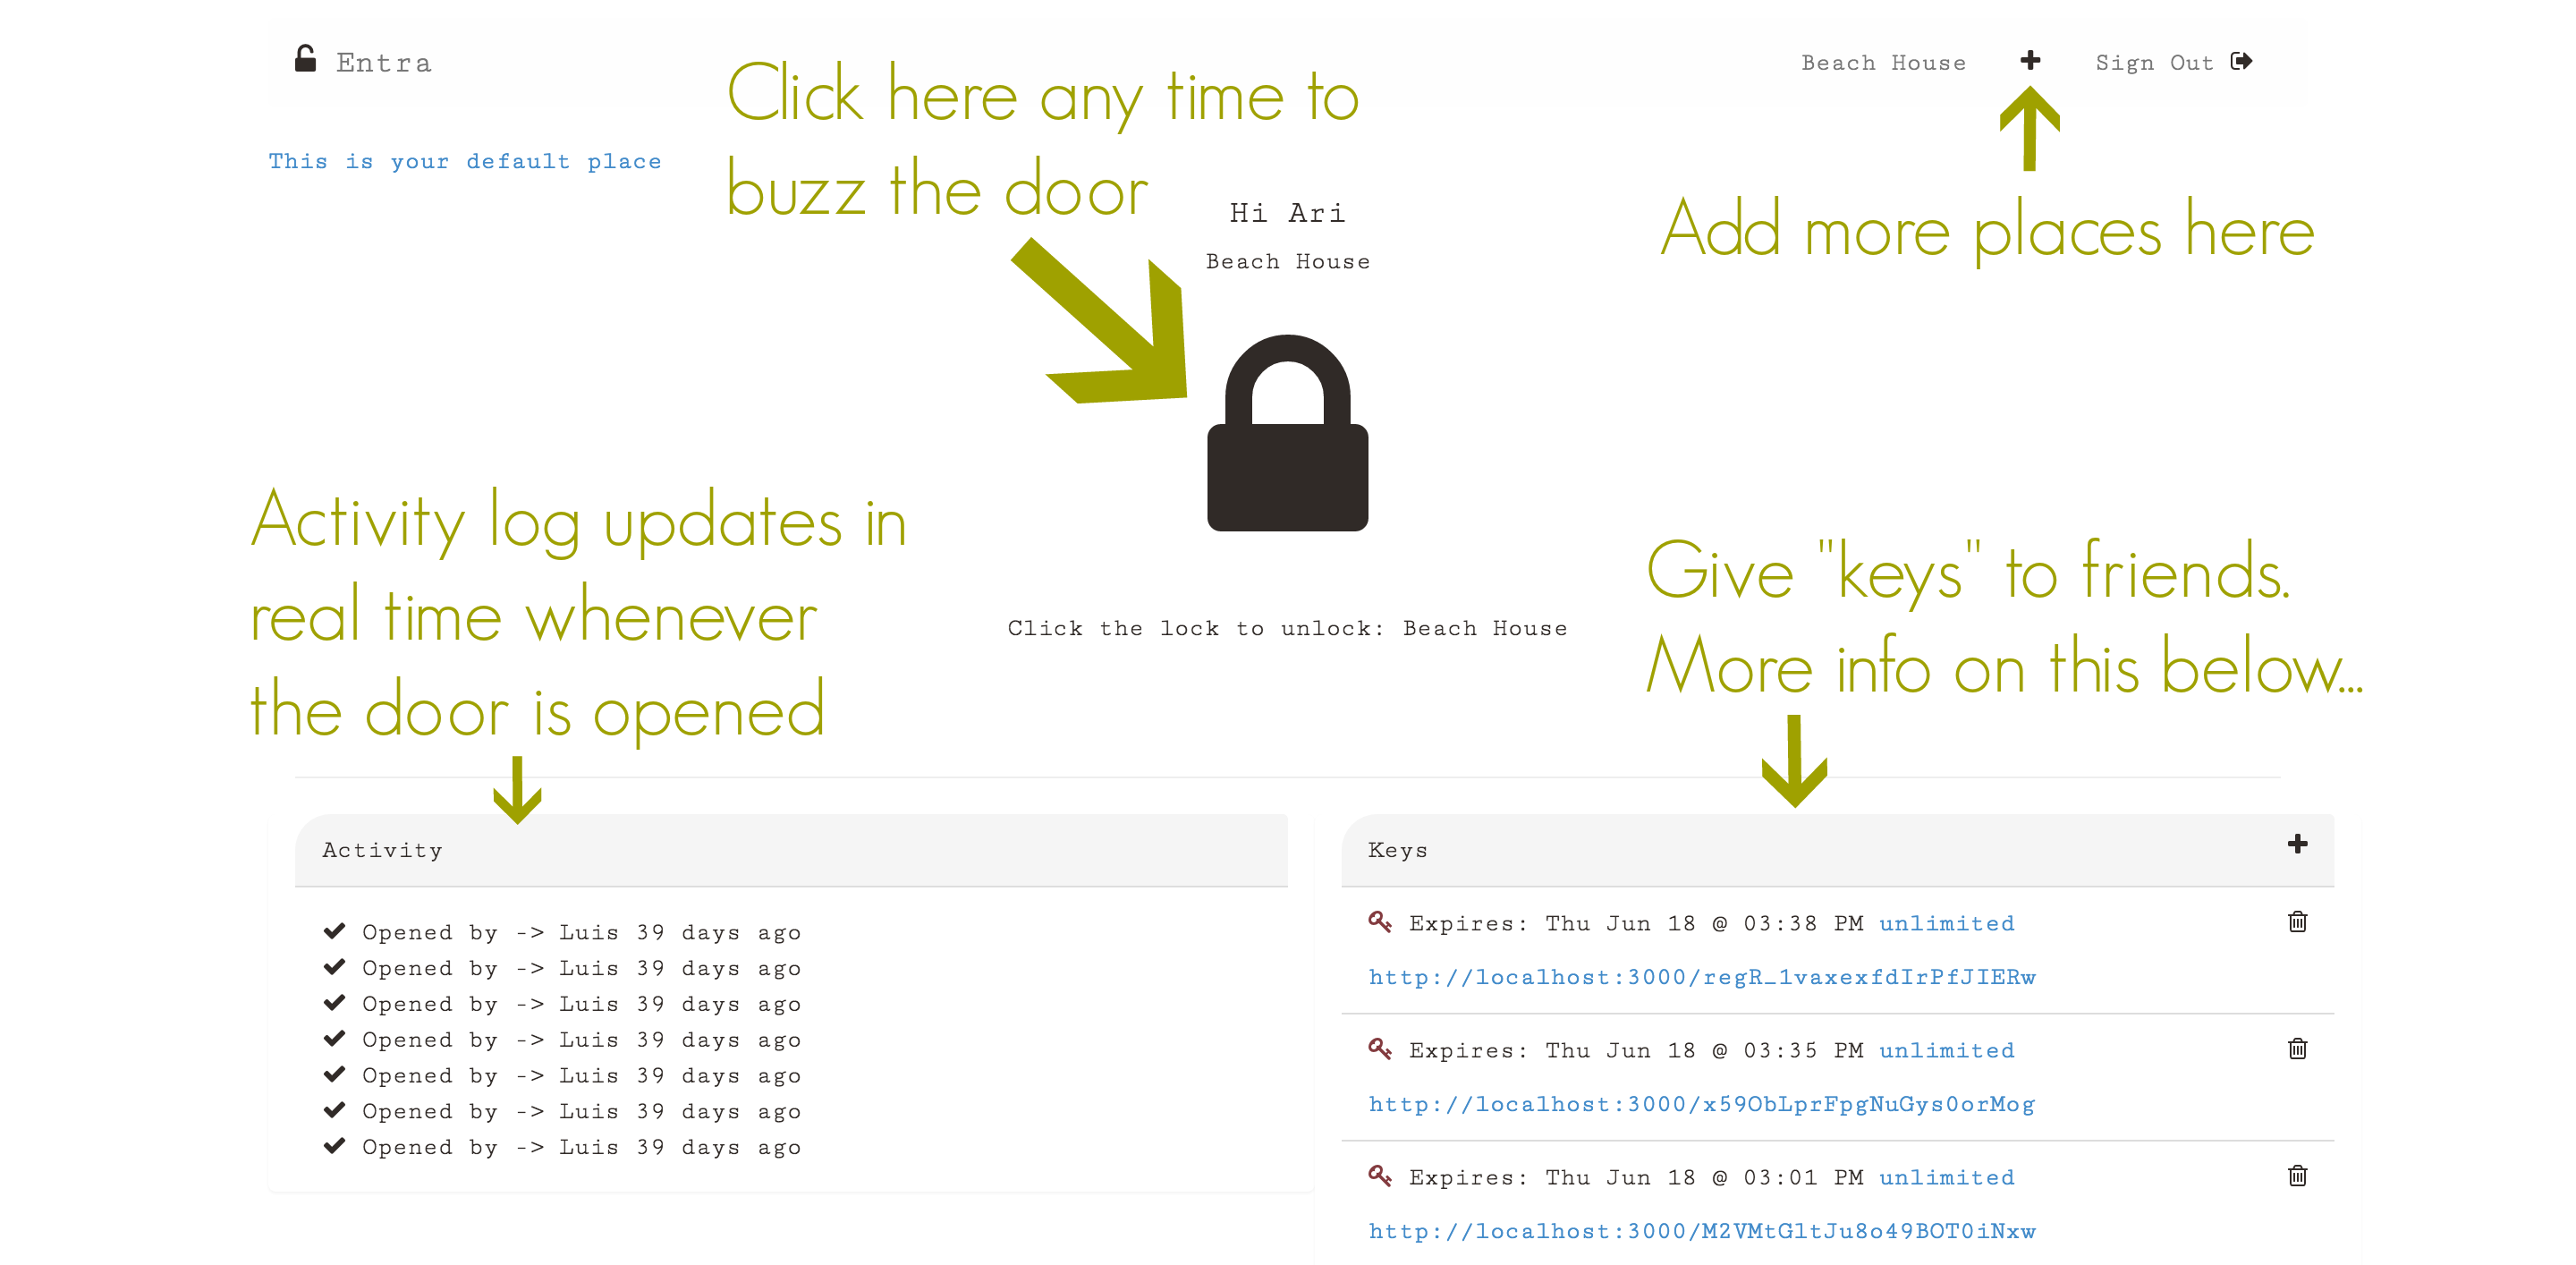 Entra
Beach House
Sign Out
Click here any time to
buzz the door
This is your default place
Add more places here
Hi Ari
Beach House
Activity log updates in
real time whenever
the door is opened
Click the lock to unlock: Beach House
Give "keys" to friends.
More info on this below...
Activity
Opened by -> Luis 39 days ago
Opened by -> Luis 39 days ago
Opened by -> Luis 39 days ago
Opened by -> Luis 39 days ago
Opened by -> Luis 39 days ago
Opened by -> Luis 39 days ago
Opened by -> Luis 39 days ago
Keys
Expires: Thu Jun 18 @ 03:38 PM unlimited
http://localhost:3000/regR_1vaxexfdIrPfJIERw
Expires: Thu Jun 18 @ 03:35 PM unlimited
http://localhost:3000/x59ObLprFpgNuGys0orMog
Expires: Thu Jun 18 @ 03:01 PM unlimited
http://localhost:3000/M2VMtGltJu8o49BOT0iNxw